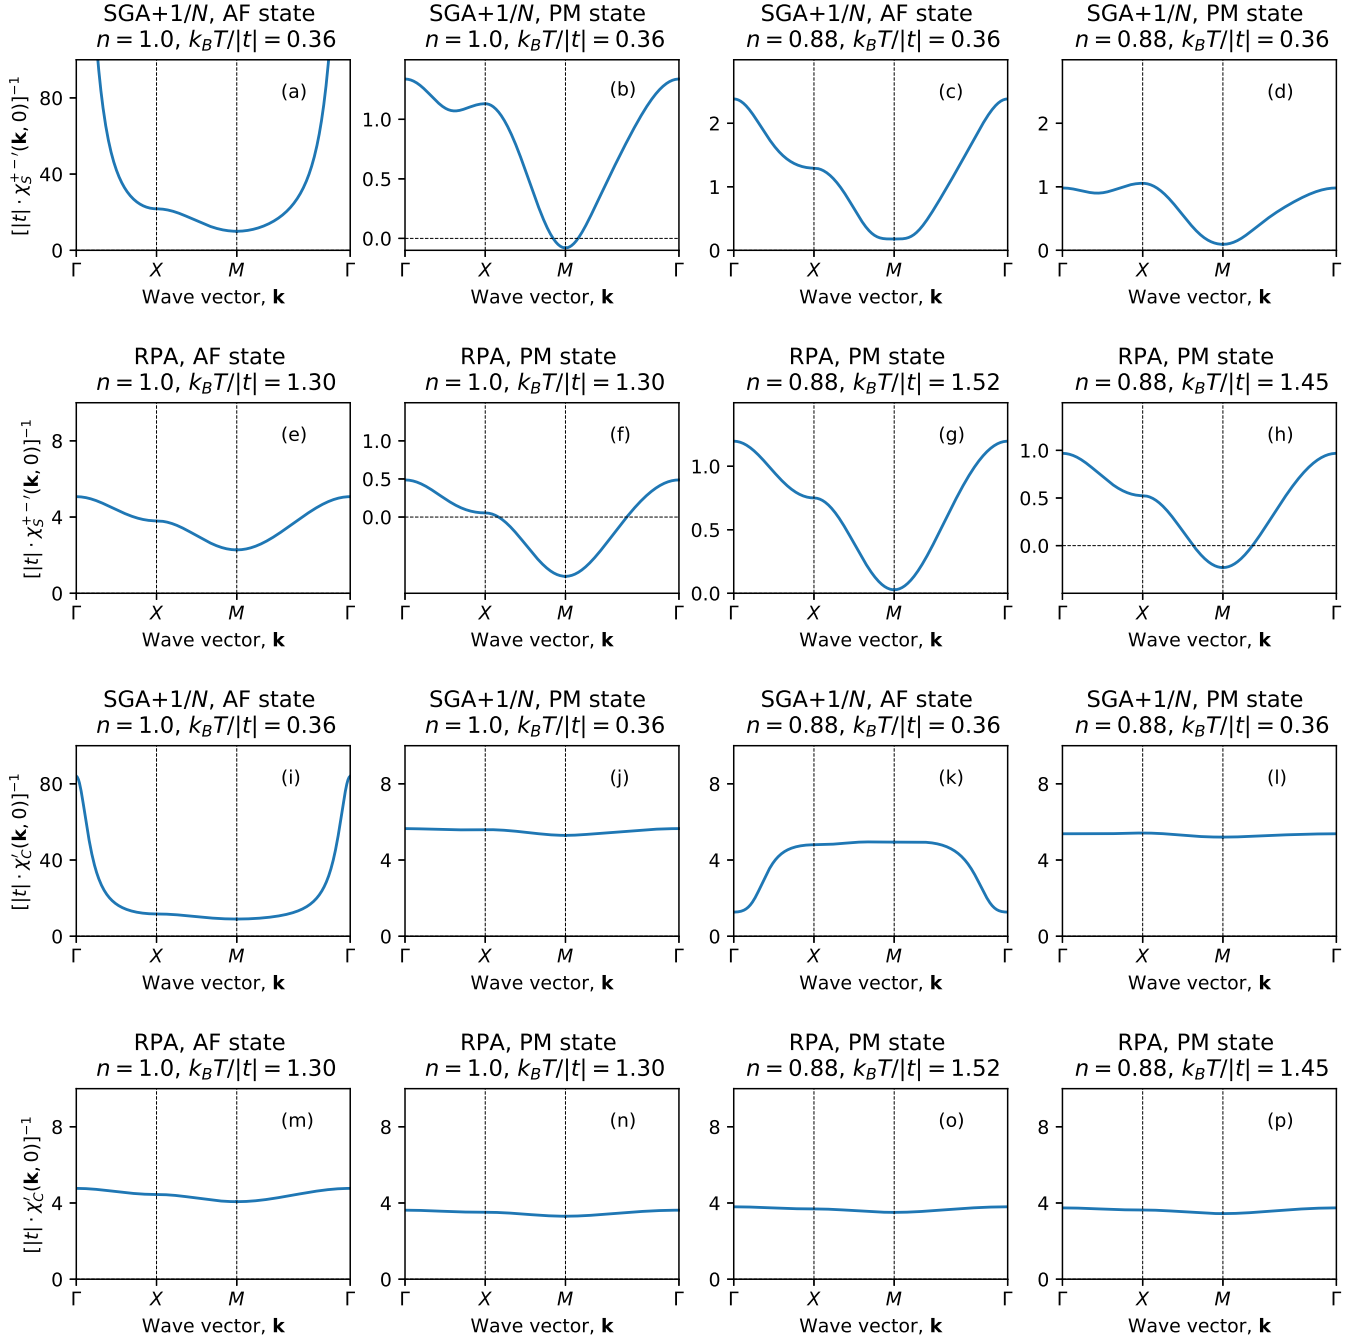 SGA+1/N, AF state
n = 1.0, k_BT/|t| = 0.36
SGA+1/N, PM state
n = 1.0, k_BT/|t| = 0.36
SGA+1/N, AF state
n = 0.88, k_BT/|t| = 0.36
SGA+1/N, PM state
n = 0.88, k_BT/|t| = 0.36
[|t| · χ_S^{+−′}(k, 0)]^{−1}
80
40
0
(a)
Γ X M Γ
Wave vector, k
1.0
0.5
0.0
(b)
Γ X M Γ
Wave vector, k
2
1
0
(c)
Γ X M Γ
Wave vector, k
2
1
0
(d)
Γ X M Γ
Wave vector, k
RPA, AF state
n = 1.0, k_BT/|t| = 1.30
RPA, PM state
n = 1.0, k_BT/|t| = 1.30
RPA, PM state
n = 0.88, k_BT/|t| = 1.52
RPA, PM state
n = 0.88, k_BT/|t| = 1.45
[|t| · χ_S^{+−′}(k, 0)]^{−1}
8
4
0
(e)
Γ X M Γ
Wave vector, k
1.0
0.5
0.0
(f)
Γ X M Γ
Wave vector, k
1.0
0.5
0.0
(g)
Γ X M Γ
Wave vector, k
1.0
0.5
0.0
(h)
Γ X M Γ
Wave vector, k
SGA+1/N, AF state
n = 1.0, k_BT/|t| = 0.36
SGA+1/N, PM state
n = 1.0, k_BT/|t| = 0.36
SGA+1/N, AF state
n = 0.88, k_BT/|t| = 0.36
SGA+1/N, PM state
n = 0.88, k_BT/|t| = 0.36
[|t| · χ′_C(k, 0)]^{−1}
80
40
0
(i)
Γ X M Γ
Wave vector, k
8
4
0
(j)
Γ X M Γ
Wave vector, k
8
4
0
(k)
Γ X M Γ
Wave vector, k
8
4
0
(l)
Γ X M Γ
Wave vector, k
RPA, AF state
n = 1.0, k_BT/|t| = 1.30
RPA, PM state
n = 1.0, k_BT/|t| = 1.30
RPA, PM state
n = 0.88, k_BT/|t| = 1.52
RPA, PM state
n = 0.88, k_BT/|t| = 1.45
[|t| · χ′_C(k, 0)]^{−1}
8
4
0
(m)
Γ X M Γ
Wave vector, k
8
4
0
(n)
Γ X M Γ
Wave vector, k
8
4
0
(o)
Γ X M Γ
Wave vector, k
8
4
0
(p)
Γ X M Γ
Wave vector, k